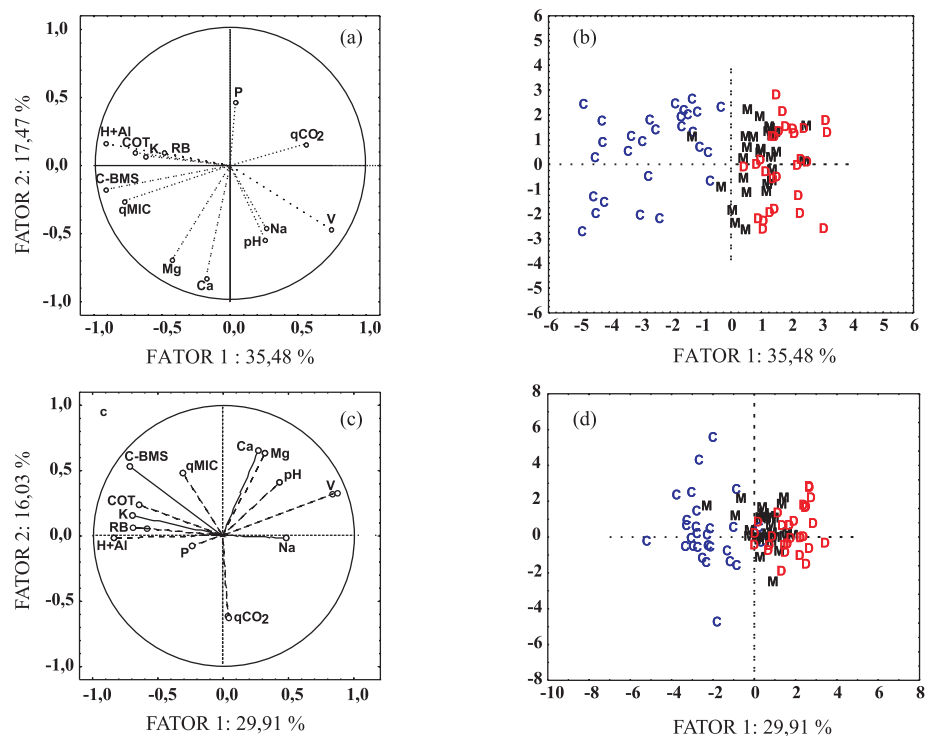 (a)
1,0
0,5
0,0
-0,5
-1,0
FATOR 2: 17,47 %
P
qCO2
H+Al
COT
K
RB
C-BMS
qMIC
Mg
Ca
Na
pH
V
-1,0
-0,5
0,0
0,5
1,0
FATOR 1 : 35,48 %
(b)
6
5
4
3
2
1
0
-1
-2
-3
-4
-5
-6
C
M
D
-6 -5 -4 -3 -2 -1 0 1 2 3 4 5 6
FATOR 1: 35,48 %
c
(c)
1,0
0,5
0,0
-0,5
-1,0
FATOR 2: 16,03 %
Ca
Mg
C-BMS
qMIC
pH
V
COT
K
RB
H+Al
P
Na
qCO2
-1,0
-0,5
0,0
0,5
1,0
FATOR 1: 29,91 %
(d)
8
6
4
2
0
-2
-4
-6
-8
C
M
D
-10 -8 -6 -4 -2 0 2 4 6 8
FATOR 1: 29,91 %